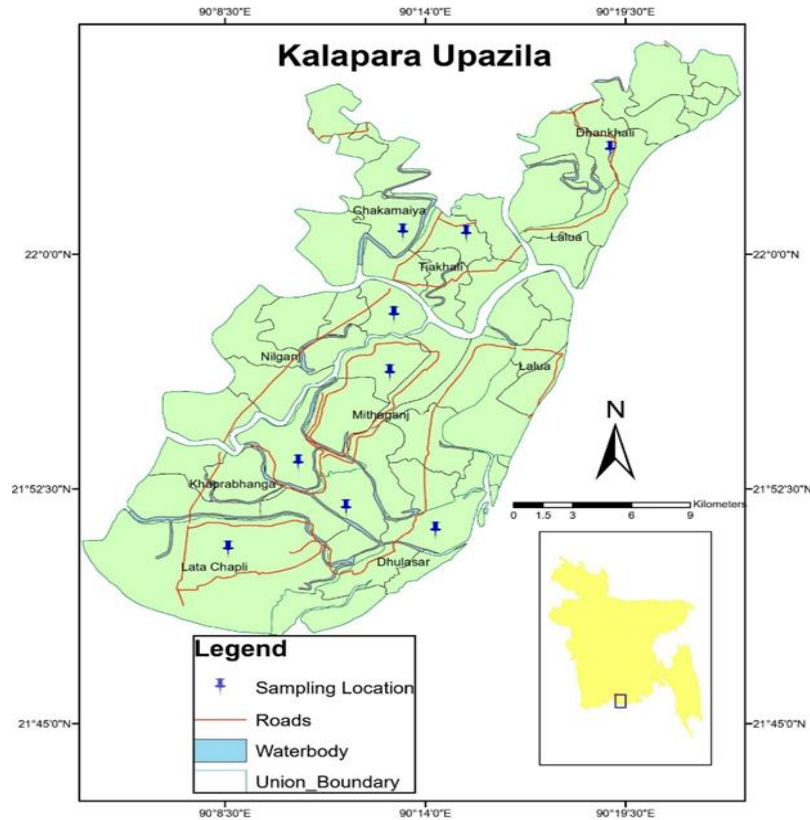 90°8'30"E 90°14'0"E 90°19'30"E
Kalapara Upazila
Dhankhali
Chakamaiya
Lalua
22°0'0"N 22°0'0"N
Tiakhali
Nilganj
Lalua
Mithaganj
N
Khaprabhanga
21°52'30"N 21°52'30"N
Kilometers
0 1.5 3 6 9
Lata Chapli
Dhulasar
Legend
Sampling Location
Roads
Waterbody
Union_Boundary
21°45'0"N 21°45'0"N
90°8'30"E 90°14'0"E 90°19'30"E